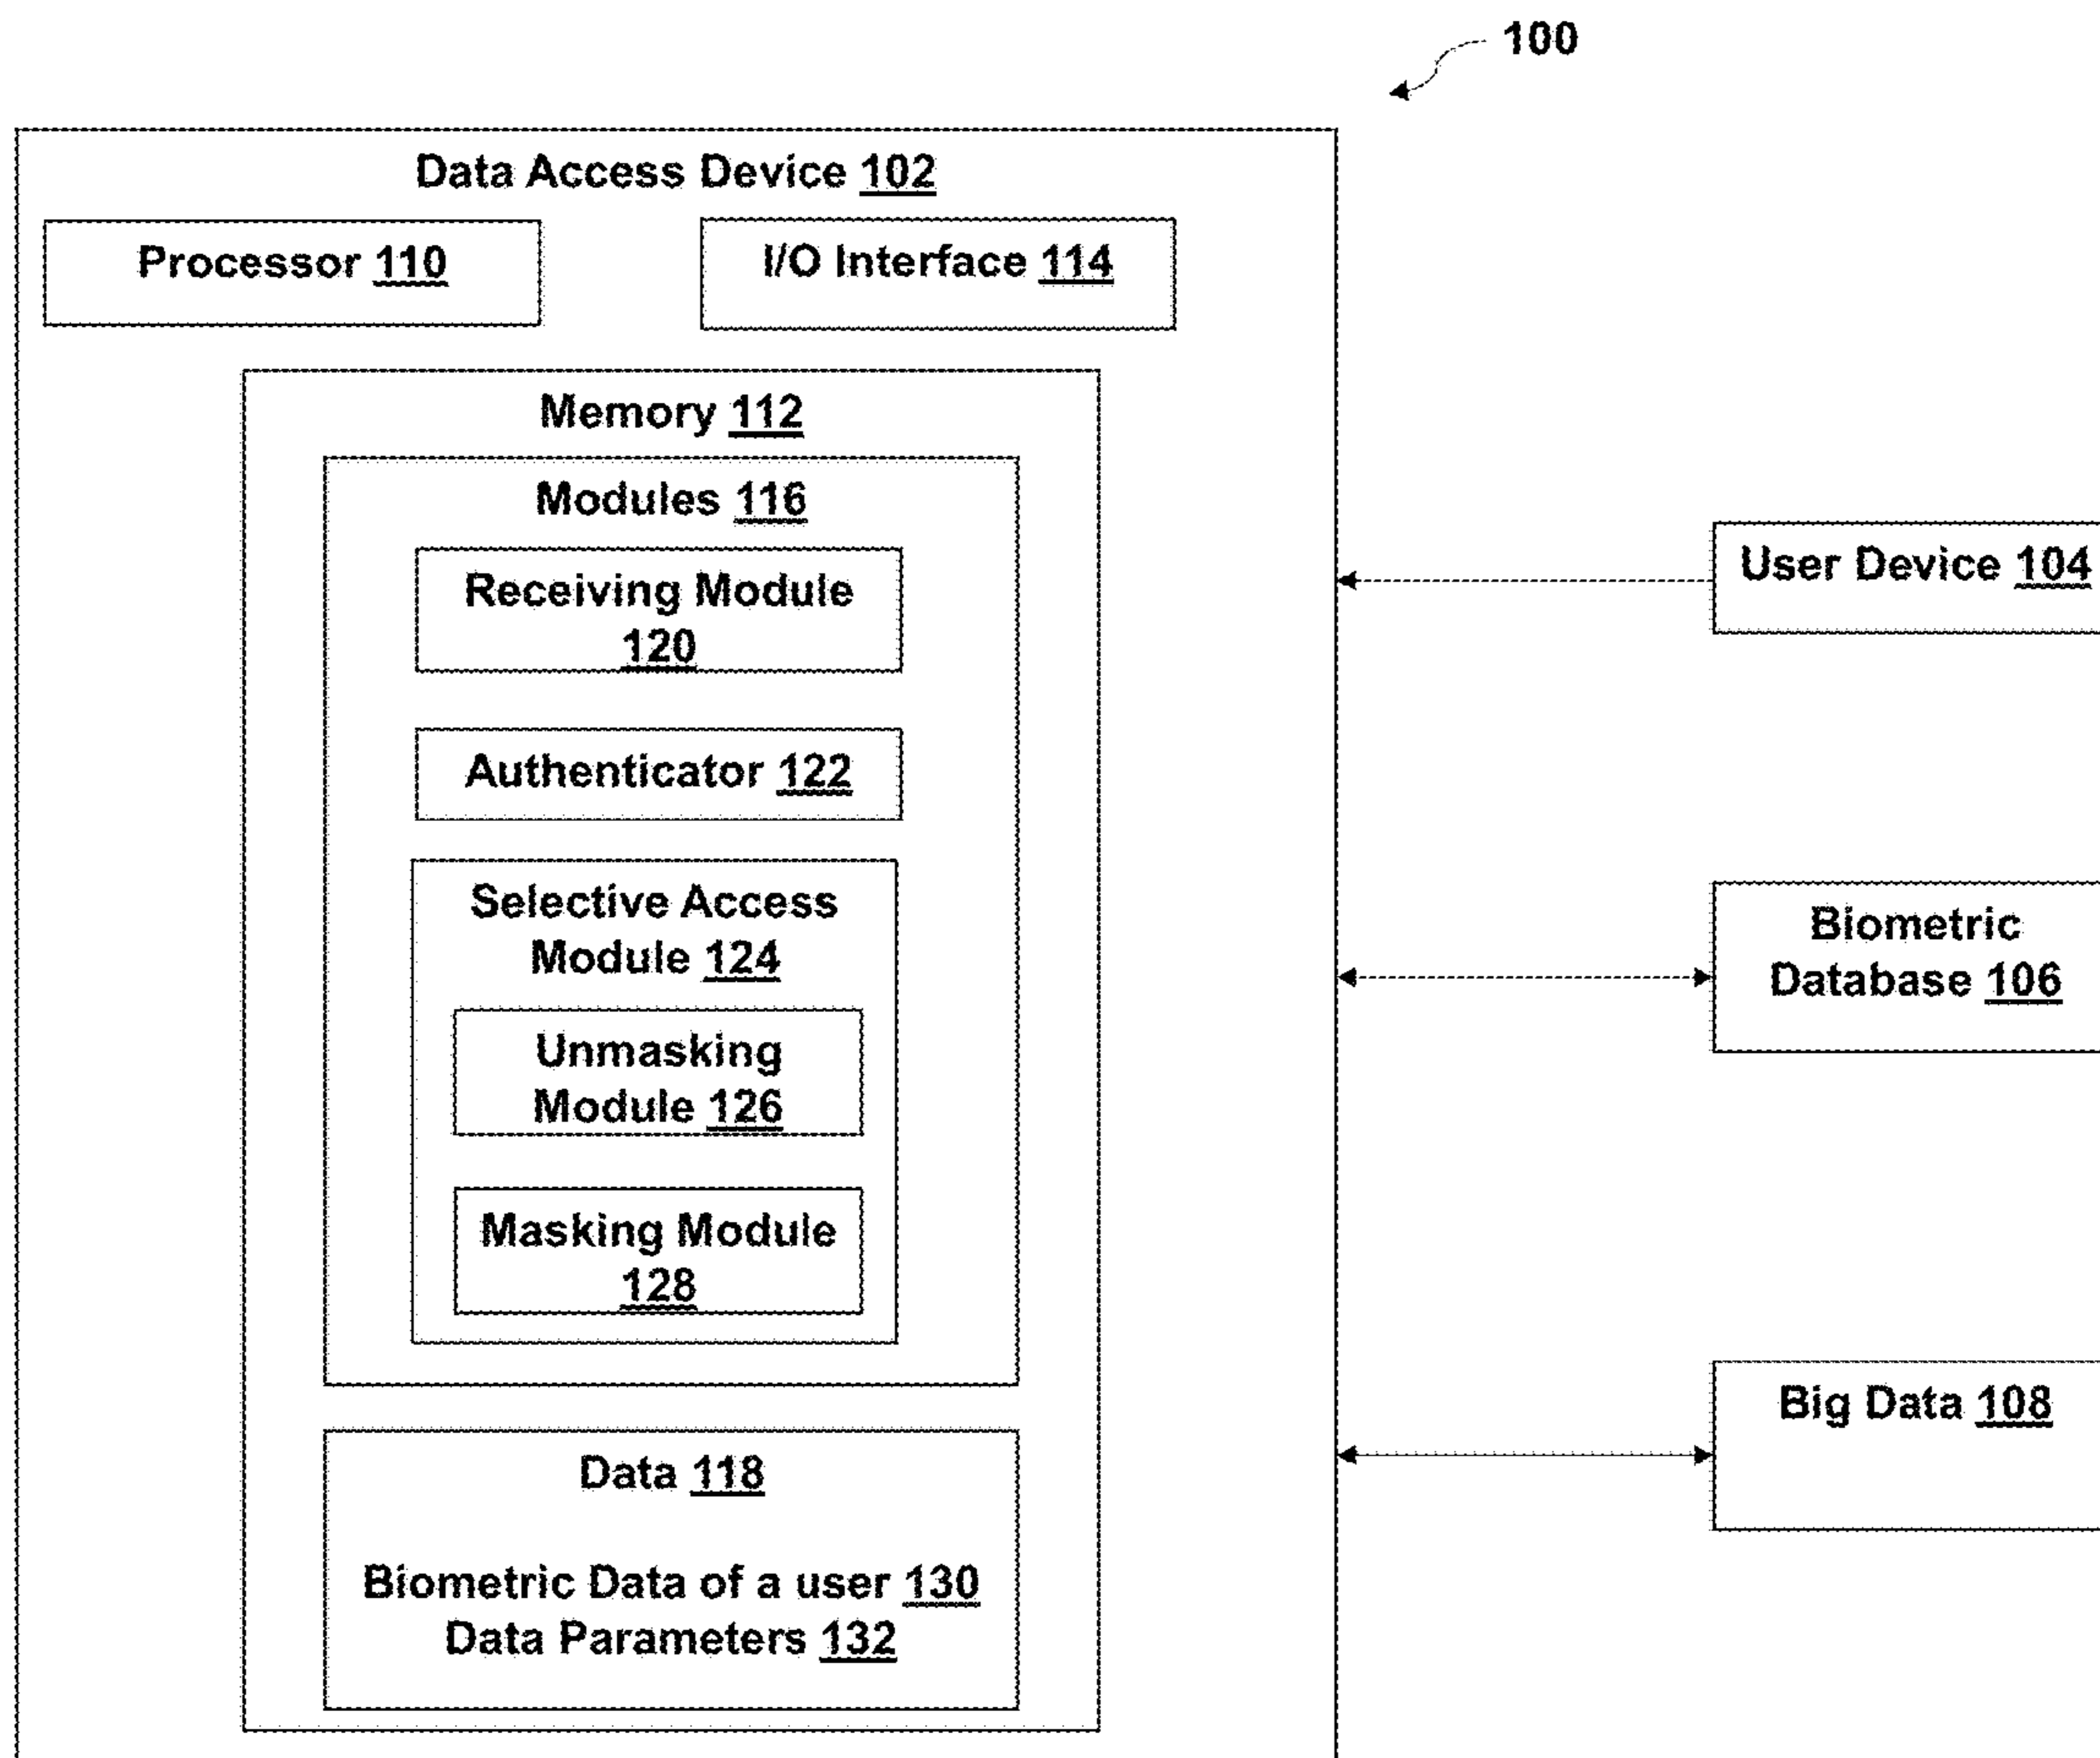 100
Data Access Device 102
Processor 110
I/O Interface 114
Memory 112
Modules 116
Receiving Module
120
Authenticator 122
Selective Access
Module 124
Unmasking
Module 126
Masking Module
128
Data 118
Biometric Data of a user 130
Data Parameters 132
User Device 104
Biometric
Database 106
Big Data 108